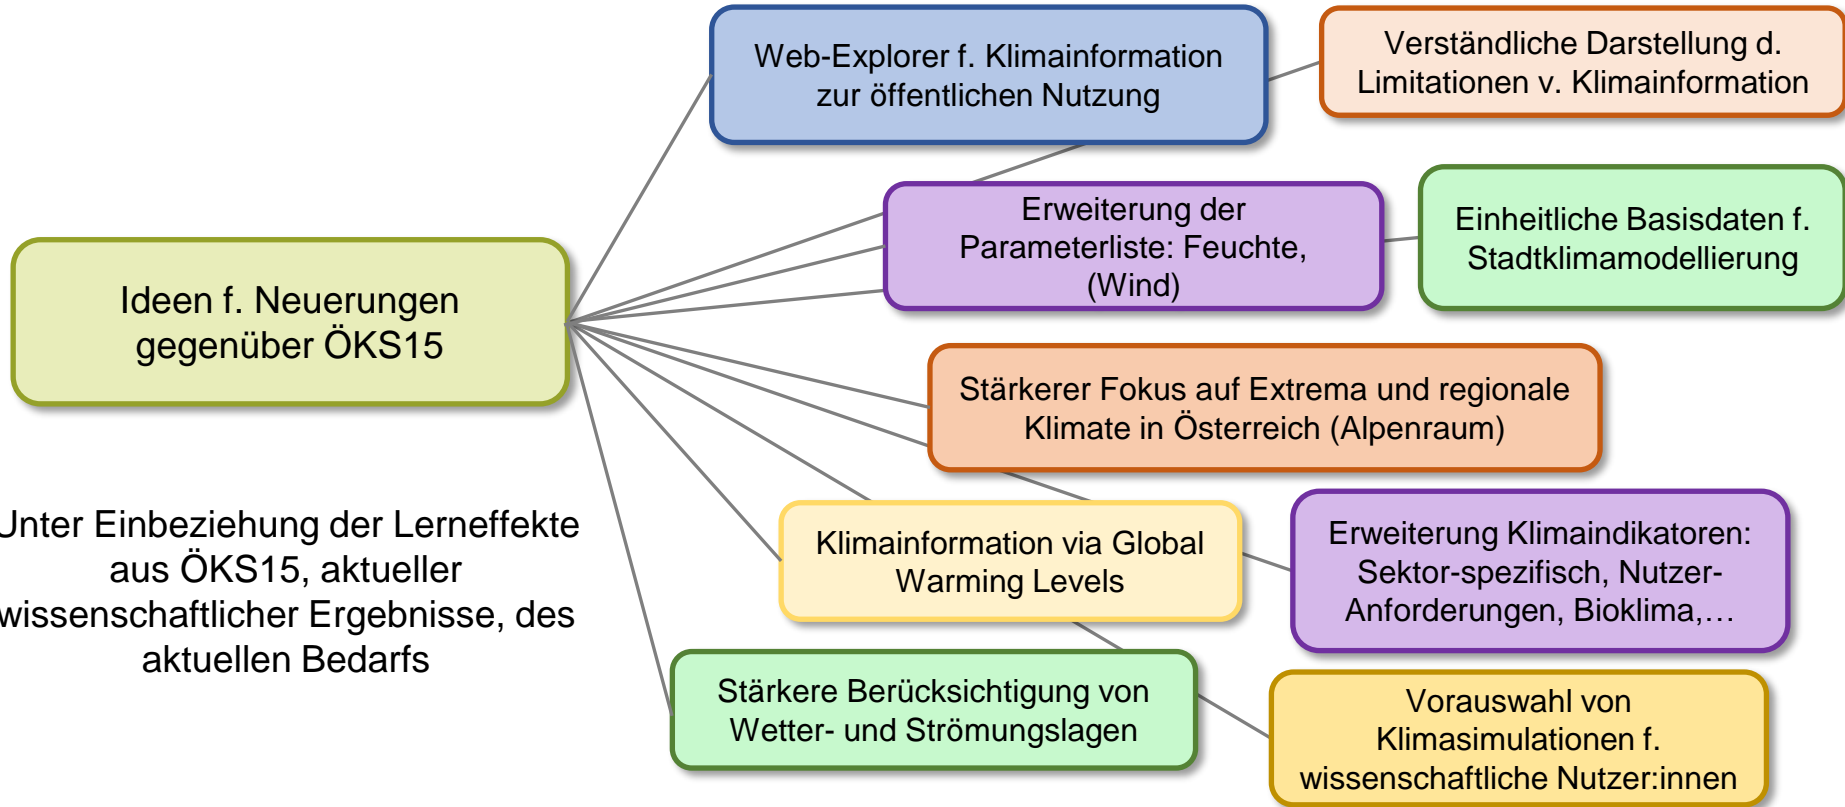 Web-Explorer f. Klimainformation
zur öffentlichen Nutzung
Verständliche Darstellung d.
Limitationen v. Klimainformation
Erweiterung der
Parameterliste: Feuchte,
(Wind)
Einheitliche Basisdaten f.
Stadtklimamodellierung
Ideen f. Neuerungen
gegenüber ÖKS15
Stärkerer Fokus auf Extrema und regionale
Klimate in Österreich (Alpenraum)
Unter Einbeziehung der Lerneffekte
aus ÖKS15, aktueller
wissenschaftlicher Ergebnisse, des
aktuellen Bedarfs
Klimainformation via Global
Warming Levels
Erweiterung Klimaindikatoren:
Sektor-spezifisch, Nutzer-
Anforderungen, Bioklima,…
Stärkere Berücksichtigung von
Wetter- und Strömungslagen
Vorauswahl von
Klimasimulationen f.
wissenschaftliche Nutzer:innen